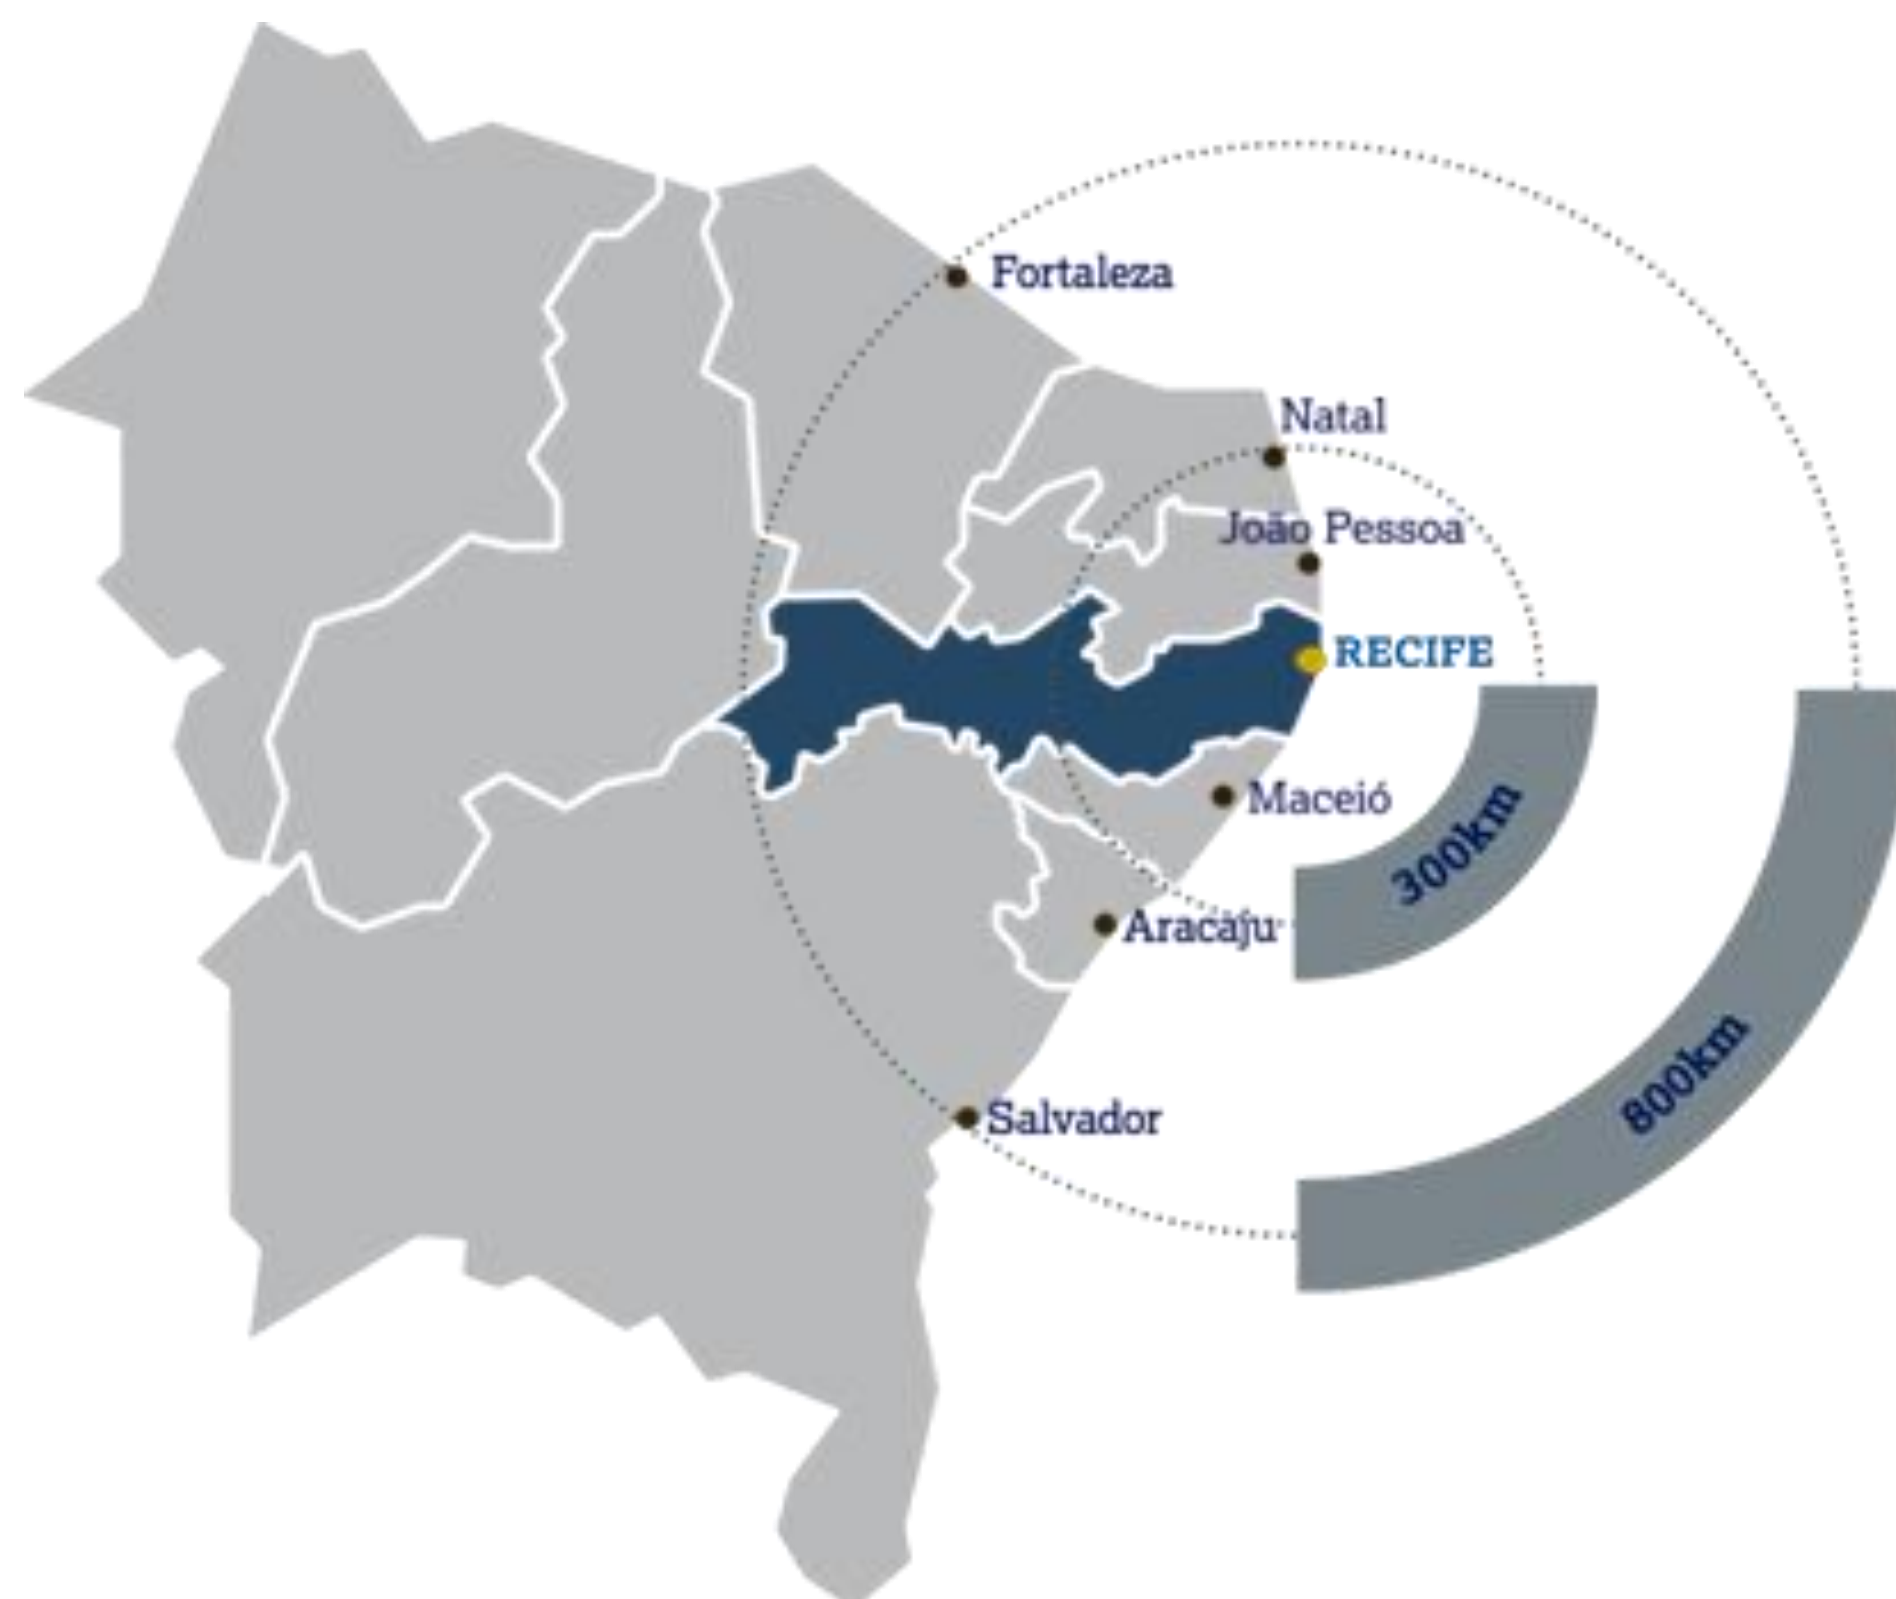 Fortaleza
Natal
João Pessoa
RECIFE
Maceió
300km
Aracaju
800km
Salvador